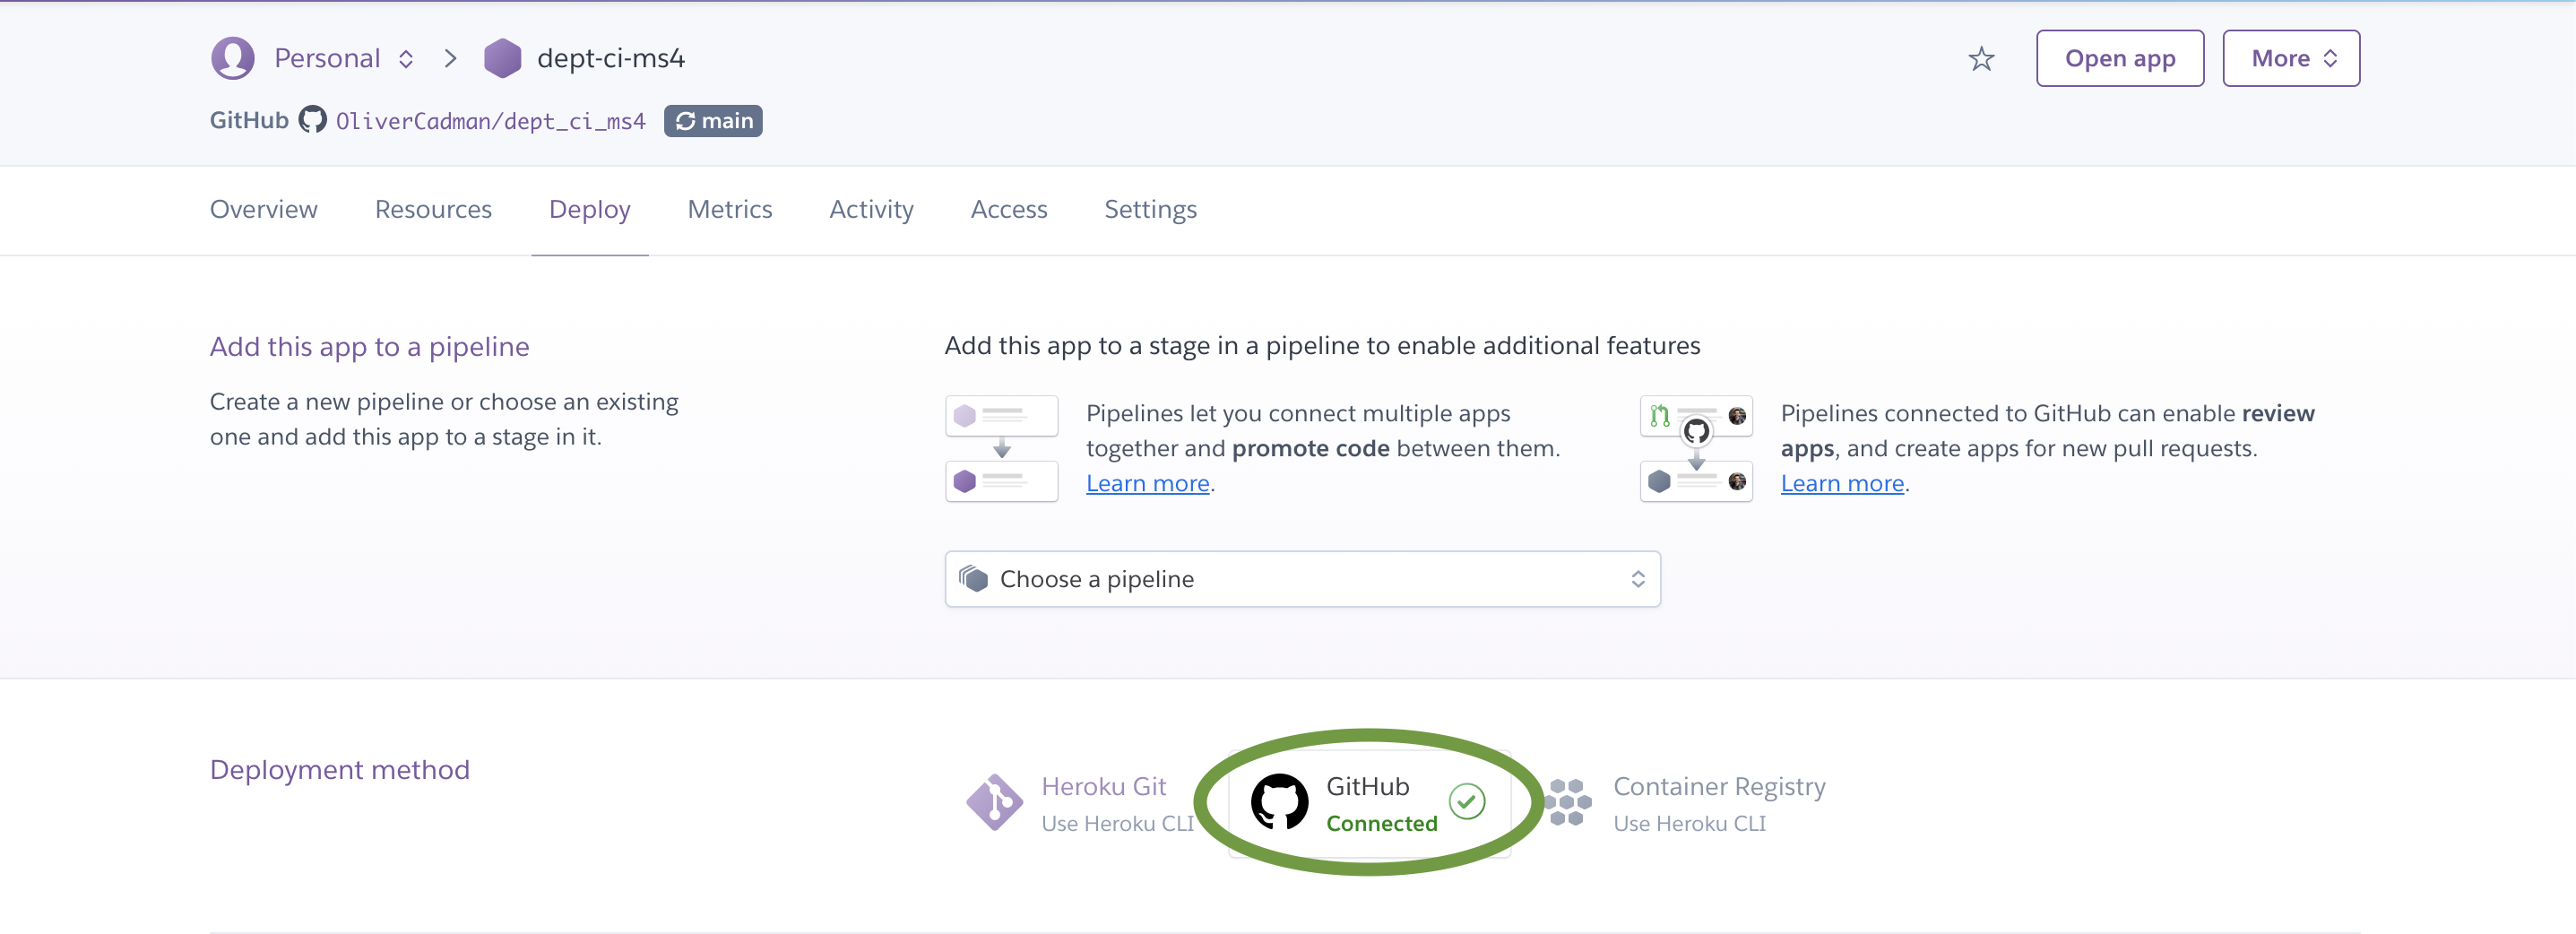 Personal > dept-ci-ms4
Open app
More
GitHub OliverCadman/dept_ci_ms4 main
Overview Resources Deploy Metrics Activity Access Settings
Add this app to a pipeline
Create a new pipeline or choose an existing
one and add this app to a stage in it.
Add this app to a stage in a pipeline to enable additional features
Pipelines let you connect multiple apps
together and promote code between them.
Learn more.
Pipelines connected to GitHub can enable review
apps, and create apps for new pull requests.
Learn more.
Choose a pipeline
Deployment method
Heroku Git
Use Heroku CLI
GitHub
Connected
Container Registry
Use Heroku CLI